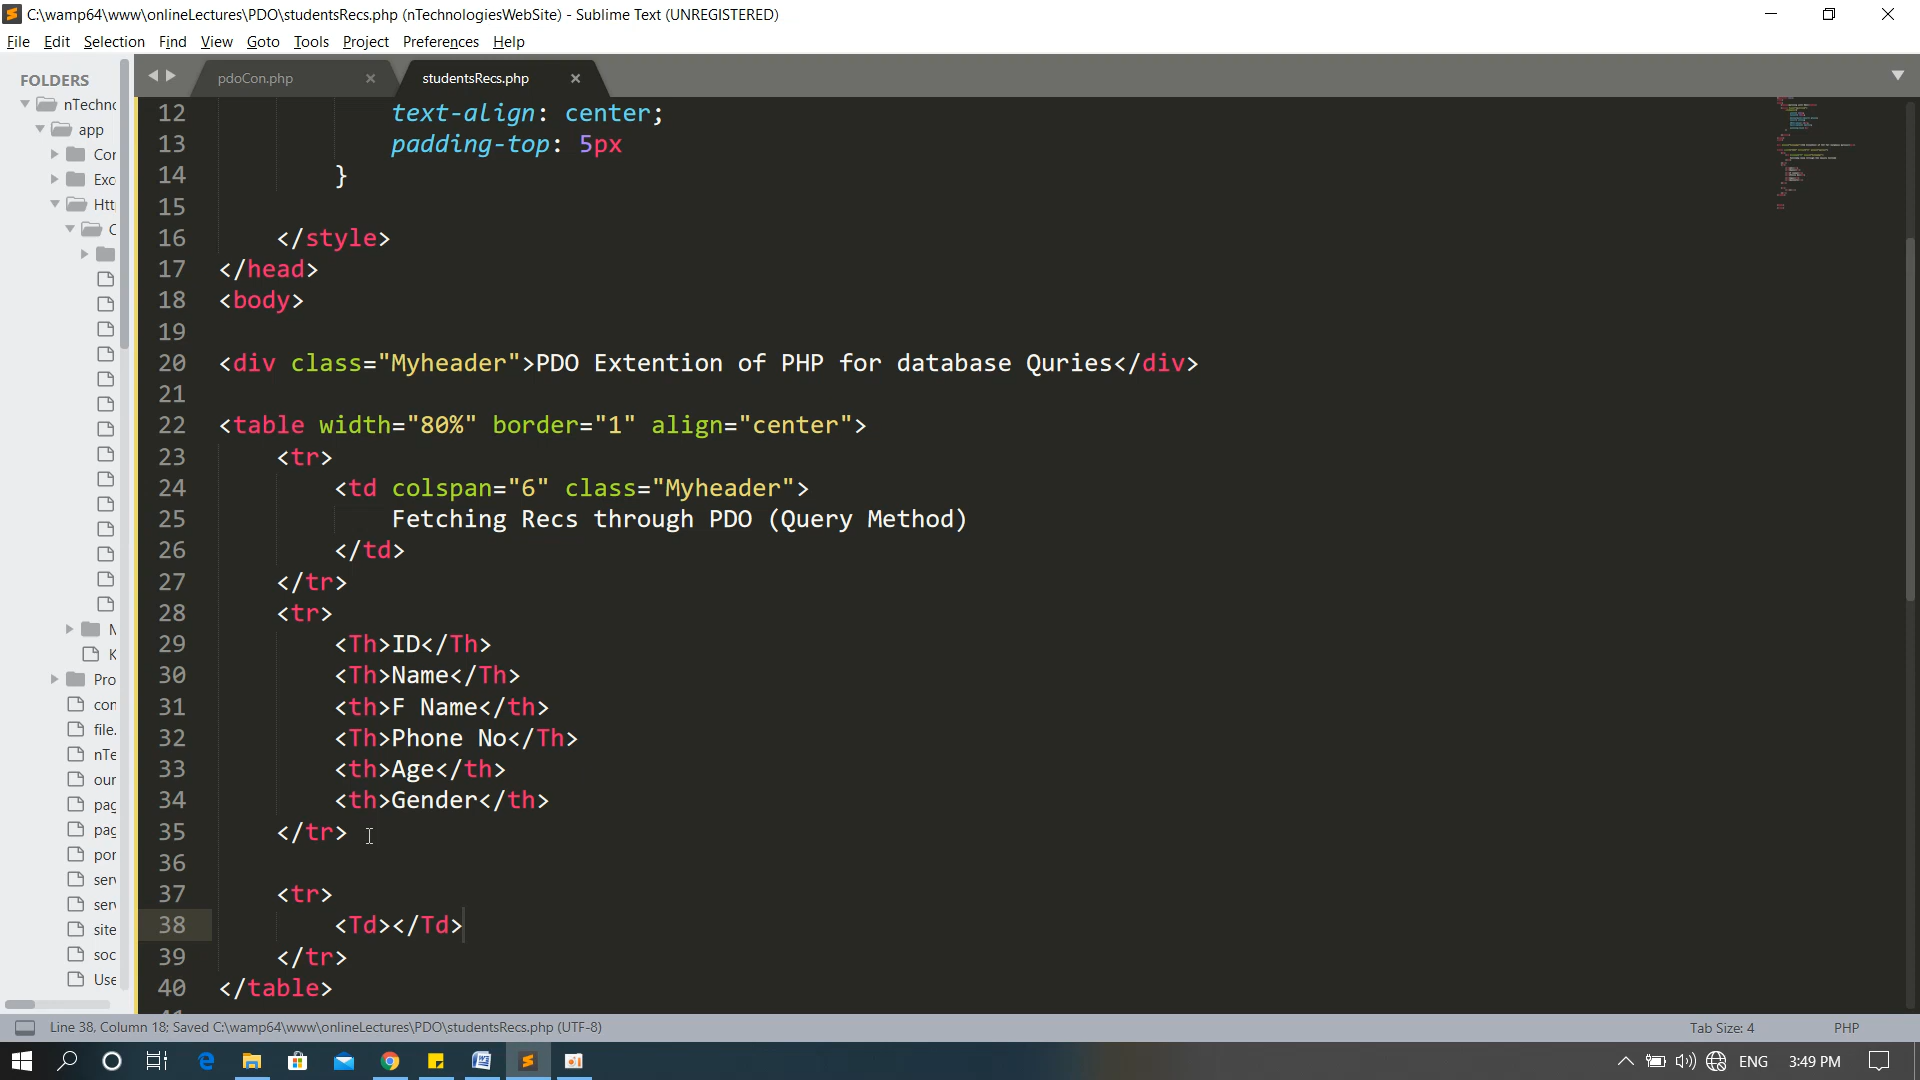 C:\wamp64\www\onlineLectures\PDO\studentsRecs.php (nTechnologiesWebSite) - Sublime Text (UNREGISTERED)
File Edit Selection Find View Goto Tools Project Preferences Help
FOLDERS
nTechno
app
Cor
Exc
Htt
C
M
K
Pro
con
file.
nTe
our
pag
pag
por
serv
serv
site
soc
Use
pdoCon.php
studentsRecs.php
12 text-align: center;
13 padding-top: 5px
14 }
15
16 </style>
17 </head>
18 <body>
19
20 <div class="Myheader">PDO Extention of PHP for database Quries</div>
21
22 <table width="80%" border="1" align="center">
23 <tr>
24 <td colspan="6" class="Myheader">
25 Fetching Recs through PDO (Query Method)
26 </td>
27 </tr>
28 <tr>
29 <Th>ID</Th>
30 <Th>Name</Th>
31 <th>F Name</th>
32 <Th>Phone No</Th>
33 <th>Age</th>
34 <th>Gender</th>
35 </tr>
36
37 <tr>
38 <Td></Td>
39 </tr>
40 </table>
Line 38, Column 18; Saved C:\wamp64\www\onlineLectures\PDO\studentsRecs.php (UTF-8)
Tab Size: 4
PHP
ENG
3:49 PM